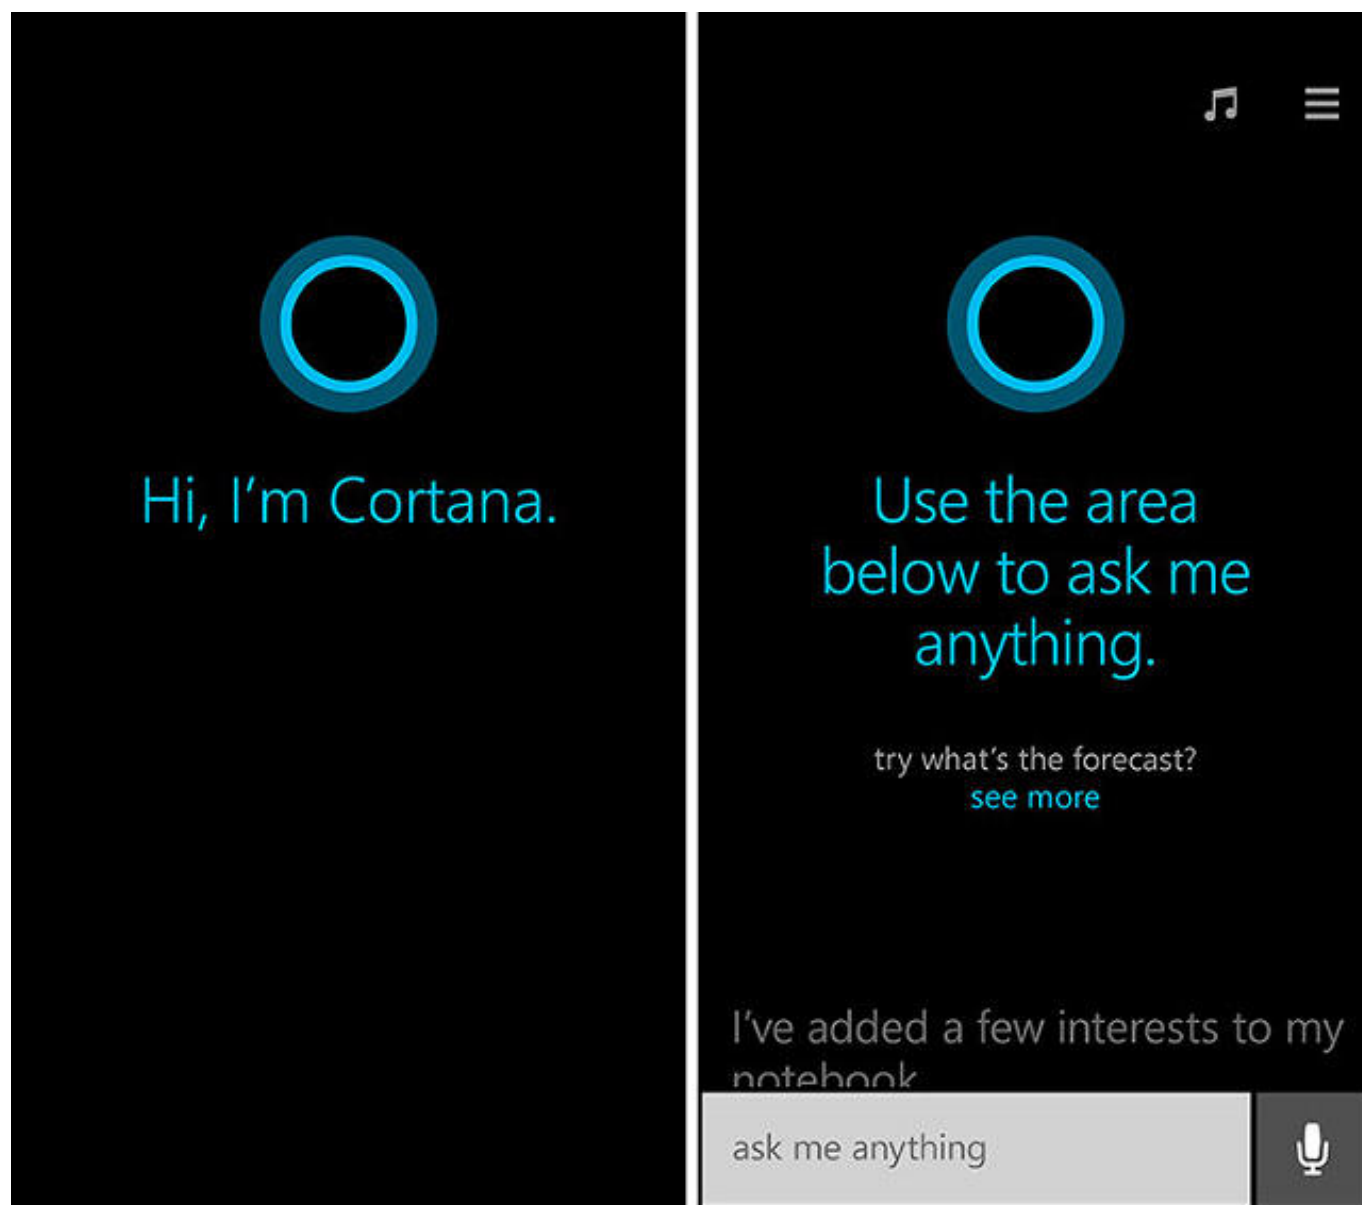 Hi, I'm Cortana.
Use the area
below to ask me
anything.
try what's the forecast?
see more
I've added a few interests to my
notebook
ask me anything